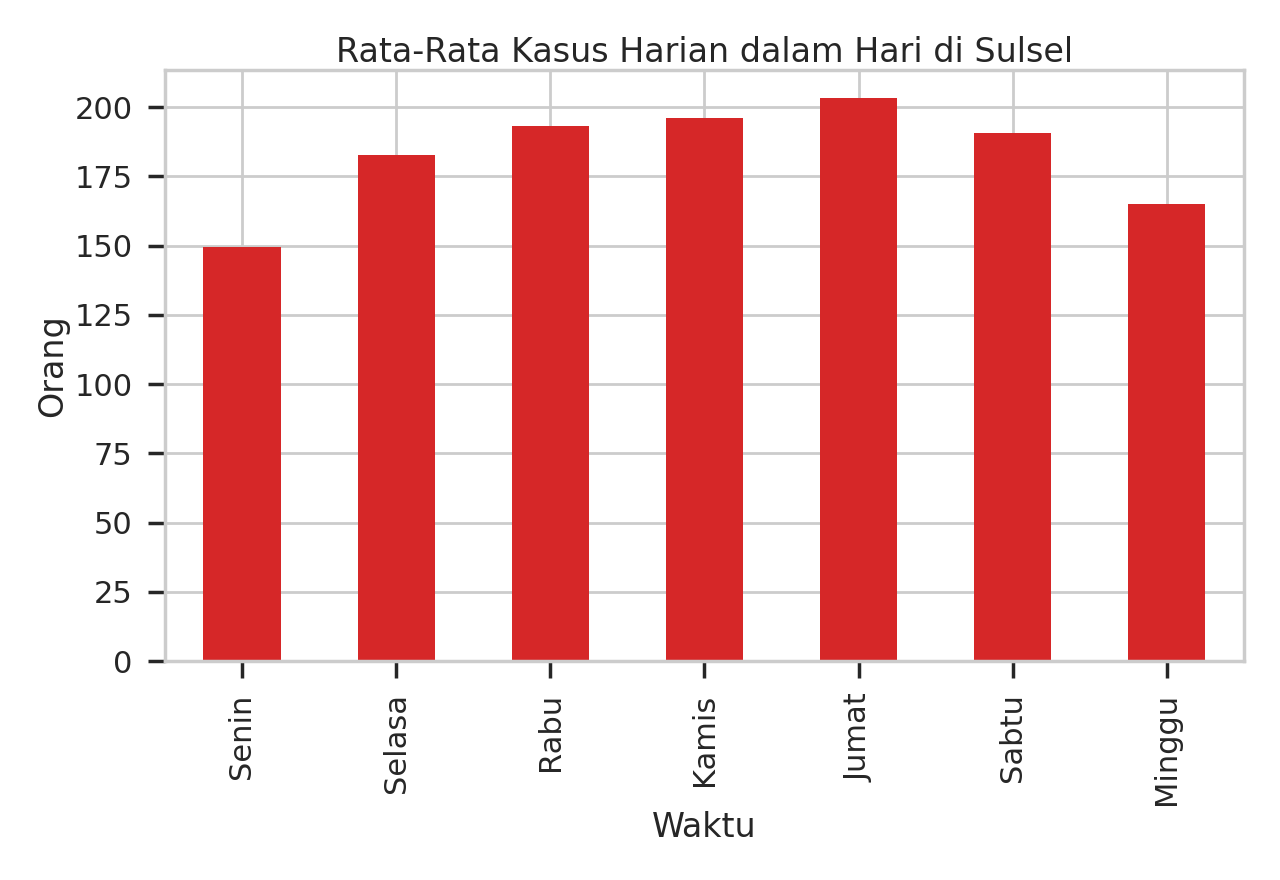 Rata-Rata Kasus Harian dalam Hari di Sulsel
Orang
200
175
150
125
100
75
50
25
0
Senin
Selasa
Rabu
Kamis
Jumat
Sabtu
Minggu
Waktu